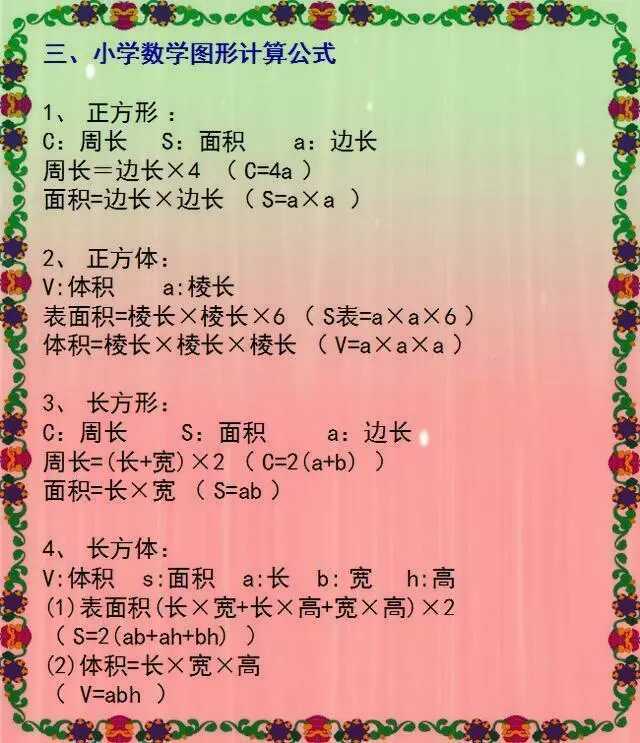 三、小学数学图形计算公式
1、 正方形：
C：周长 S：面积 a：边长
周长＝边长×4 （ C=4a ）
面积=边长×边长 （ S=a×a ）
2、 正方体：
V:体积 a:棱长
表面积=棱长×棱长×6 （ S表=a×a×6 ）
体积=棱长×棱长×棱长 （ V=a×a×a ）
3、 长方形：
C：周长 S：面积 a：边长
周长=(长+宽)×2 （ C=2(a+b) ）
面积=长×宽 （ S=ab ）
4、 长方体：
V:体积 s:面积 a:长 b: 宽 h:高
(1)表面积(长×宽+长×高+宽×高)×2
（ S=2(ab+ah+bh) ）
(2)体积=长×宽×高
（ V=abh ）